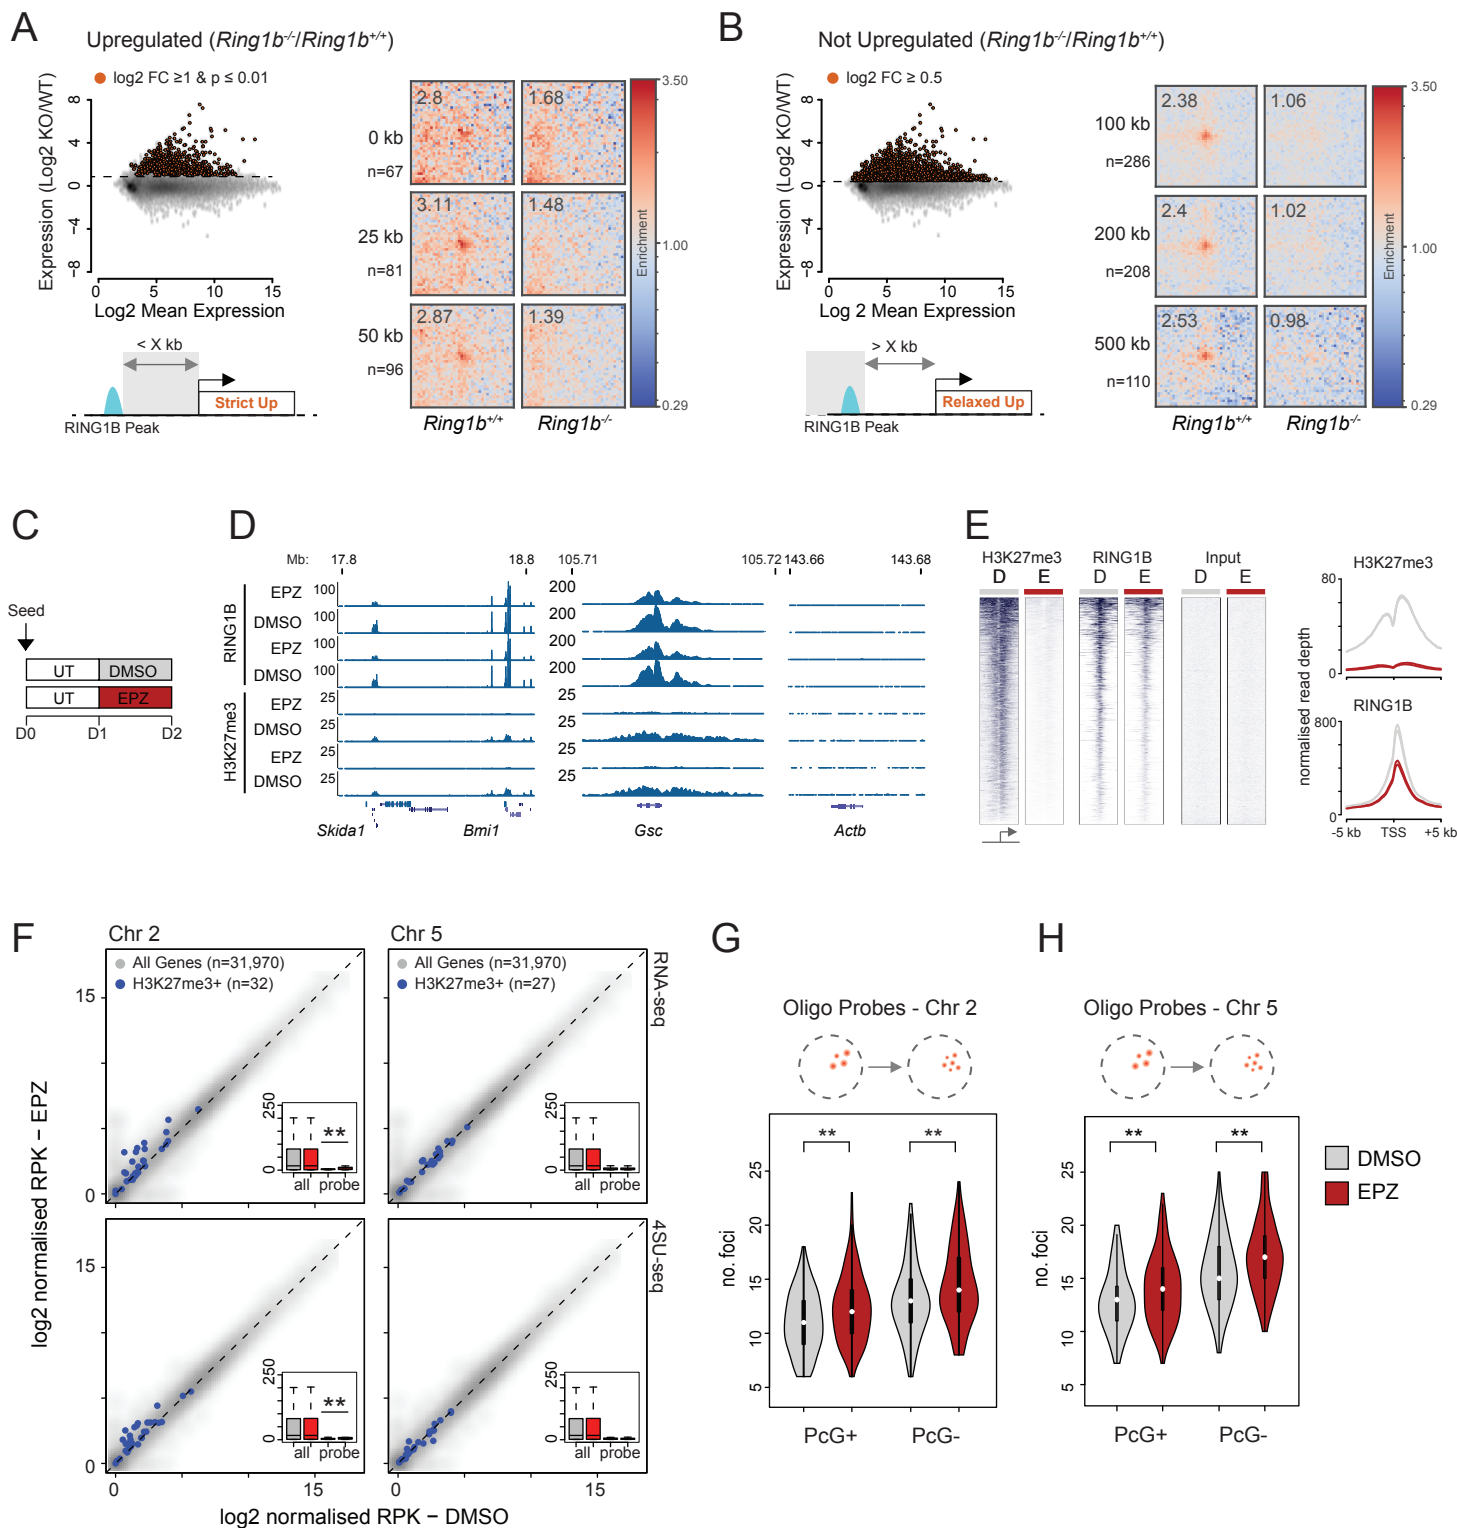 A
Upregulated (Ring1b-/-/Ring1b+/+)
log2 FC ≥1 & p ≤ 0.01
Expression (Log2 KO/WT)
8
4
0
−4
−8
0
5
10
15
Log2 Mean Expression
< X kb
Strict Up
RING1B Peak
0 kb
n=67
2.8
1.68
25 kb
n=81
3.11
1.48
50 kb
n=96
2.87
1.39
Ring1b+/+
Ring1b-/-
3.50
1.00
0.29
Enrichment
B
Not Upregulated (Ring1b-/-/Ring1b+/+)
log2 FC ≥ 0.5
Expression (Log2 KO/WT)
8
4
0
−4
−8
0
5
10
15
Log 2 Mean Expression
> X kb
Relaxed Up
RING1B Peak
100 kb
n=286
2.38
1.06
200 kb
n=208
2.4
1.02
500 kb
n=110
2.53
0.98
Ring1b+/+
Ring1b-/-
3.50
1.00
0.29
Enrichment
C
Seed
UT
DMSO
UT
EPZ
D0
D1
D2
D
Mb:
17.8
18.8
105.71
105.72
143.66
143.68
RING1B
EPZ
100
200
DMSO
100
200
EPZ
100
200
DMSO
100
200
H3K27me3
EPZ
25
25
DMSO
25
25
EPZ
25
25
DMSO
25
25
Skida1
Bmi1
Gsc
Actb
E
H3K27me3
RING1B
Input
D
E
D
E
D
E
normalised read depth
H3K27me3
80
0
RING1B
800
0
-5 kb
TSS
+5 kb
F
Chr 2
Chr 5
log2 normalised RPK − EPZ
All Genes (n=31,970)
H3K27me3+ (n=32)
15
0
250
0
**
all
probe
All Genes (n=31,970)
H3K27me3+ (n=27)
250
0
all
probe
RNA-seq
15
0
250
0
**
all
probe
250
0
all
probe
4SU-seq
0
15
0
15
log2 normalised RPK − DMSO
G
Oligo Probes - Chr 2
no. foci
25
20
15
10
5
**
**
PcG+
PcG-
H
Oligo Probes - Chr 5
no. foci
25
20
15
10
5
**
**
PcG+
PcG-
DMSO
EPZ